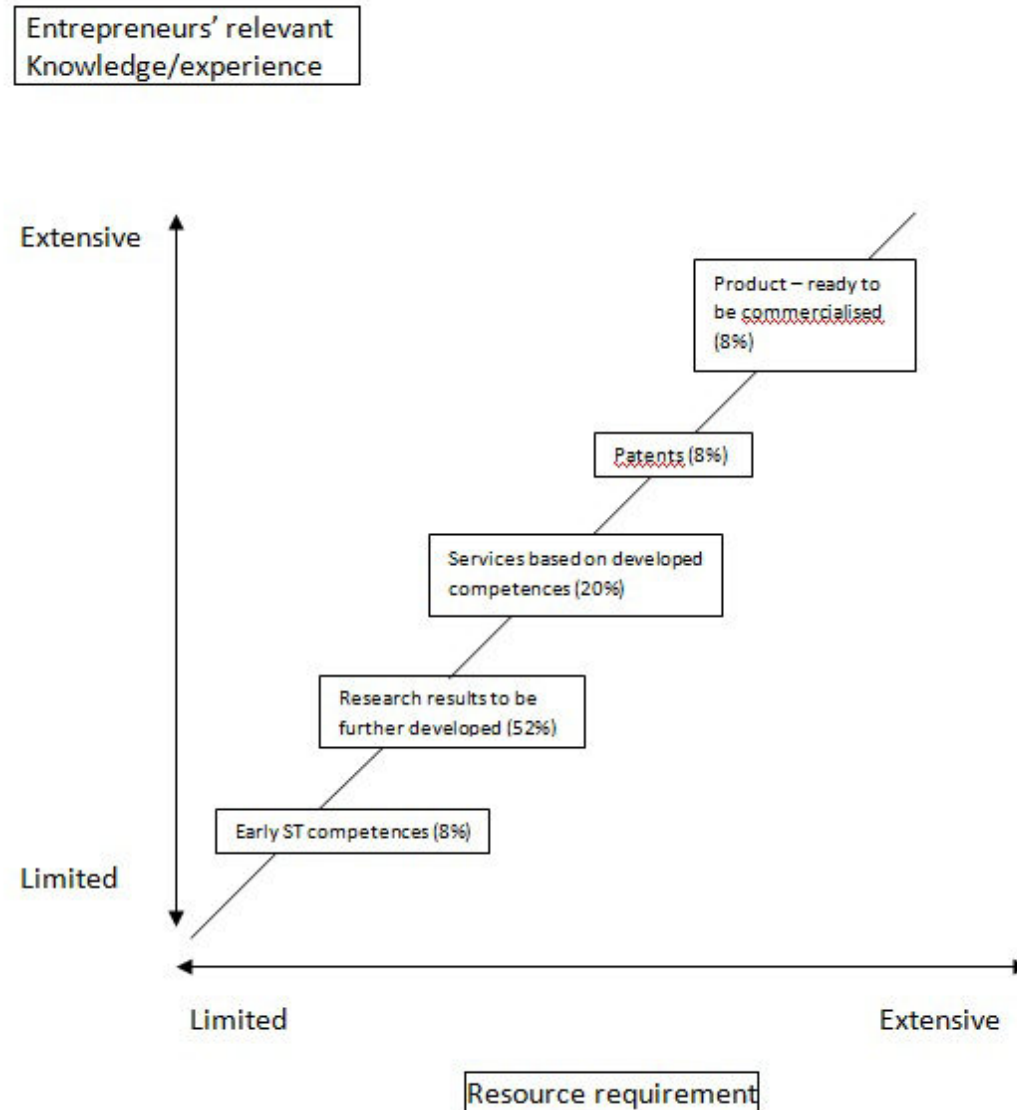 Entrepreneurs’ relevant
Knowledge/experience
Extensive
Product – ready to
be commercialised
(8%)
Patents (8%)
Services based on developed
competences (20%)
Research results to be
further developed (52%)
Early ST competences (8%)
Limited
Limited
Extensive
Resource requirement